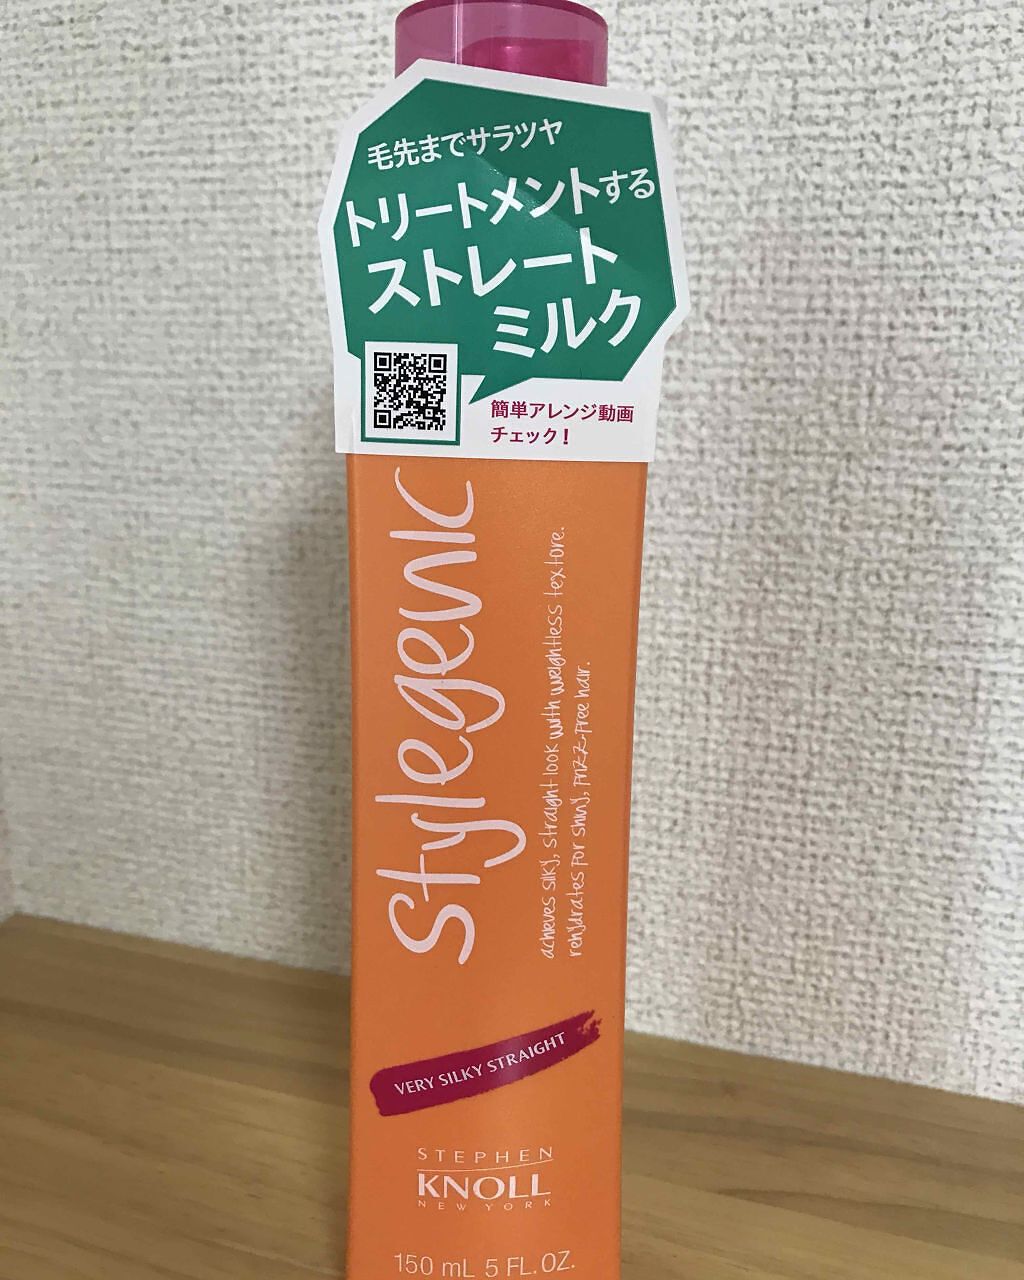 毛先までサラツヤ
トリートメントする
ストレート
ミルク
簡単アレンジ動画
チェック！
Stylegenic
achieves silky, straight look with weightless texture.
rehydrates for shiny, frizz-free hair.
VERY SILKY STRAIGHT
STEPHEN
KNOLL
NEW YORK
150 mL 5 FL.OZ.